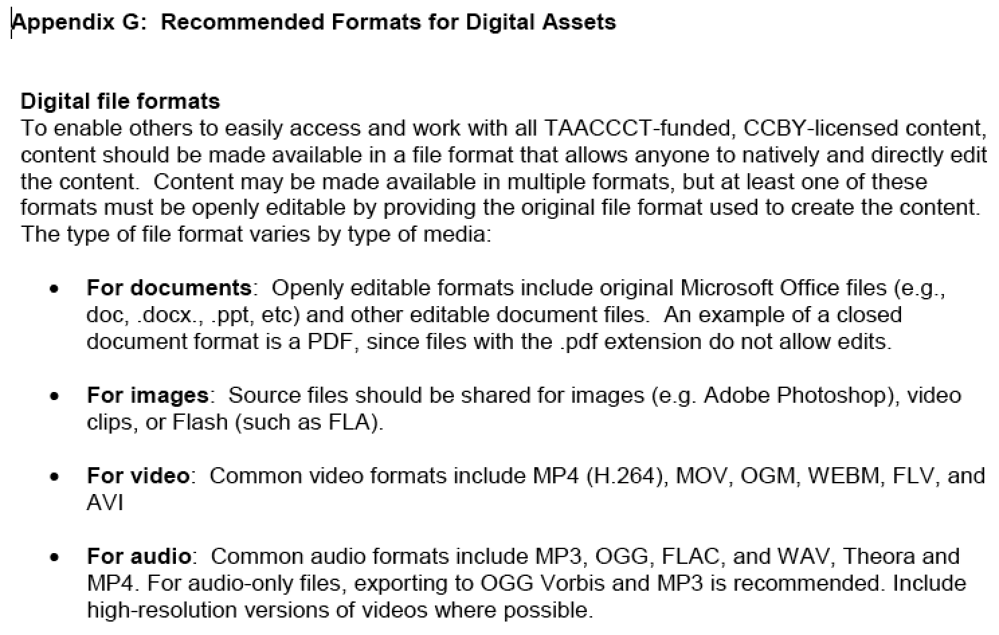 Appendix G:  Recommended Formats for Digital Assets
Digital file formats
To enable others to easily access and work with all TAACCCT-funded, CCBY-licensed content,
content should be made available in a file format that allows anyone to natively and directly edit
the content.  Content may be made available in multiple formats, but at least one of these
formats must be openly editable by providing the original file format used to create the content.
The type of file format varies by type of media:
• For documents:  Openly editable formats include original Microsoft Office files (e.g.,
doc, .docx., .ppt, etc) and other editable document files.  An example of a closed
document format is a PDF, since files with the .pdf extension do not allow edits.
• For images:  Source files should be shared for images (e.g. Adobe Photoshop), video
clips, or Flash (such as FLA).
• For video:  Common video formats include MP4 (H.264), MOV, OGM, WEBM, FLV, and
AVI
• For audio:  Common audio formats include MP3, OGG, FLAC, and WAV, Theora and
MP4. For audio-only files, exporting to OGG Vorbis and MP3 is recommended. Include
high-resolution versions of videos where possible.